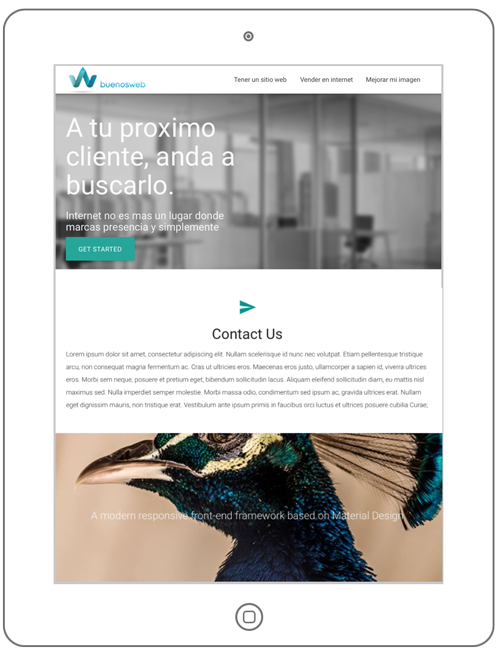 buenosweb
Tener un sitio web Vender en internet Mejorar mi imagen
A tu proximo
cliente, anda a
buscarlo.
Internet no es mas un lugar donde
marcas presencia y simplemente
GET STARTED
Contact Us
Lorem ipsum dolor sit amet, consectetur adipiscing elit. Nullam scelerisque id nunc nec volutpat. Etiam pellentesque tristique
arcu, non consequat magna fermentum ac. Cras ut ultricies eros. Maecenas eros justo, ullamcorper a sapien id, viverra ultrices
eros. Morbi sem neque, posuere et pretium eget, bibendum sollicitudin lacus. Aliquam eleifend sollicitudin diam, eu mattis nisl
maximus sed. Nulla imperdiet semper molestie. Morbi massa odio, condimentum sed ipsum ac, gravida ultrices erat. Nullam
eget dignissim mauris, non tristique erat. Vestibulum ante ipsum primis in faucibus orci luctus et ultrices posuere cubilia Curae;
A modern responsive front-end framework based on Material Design